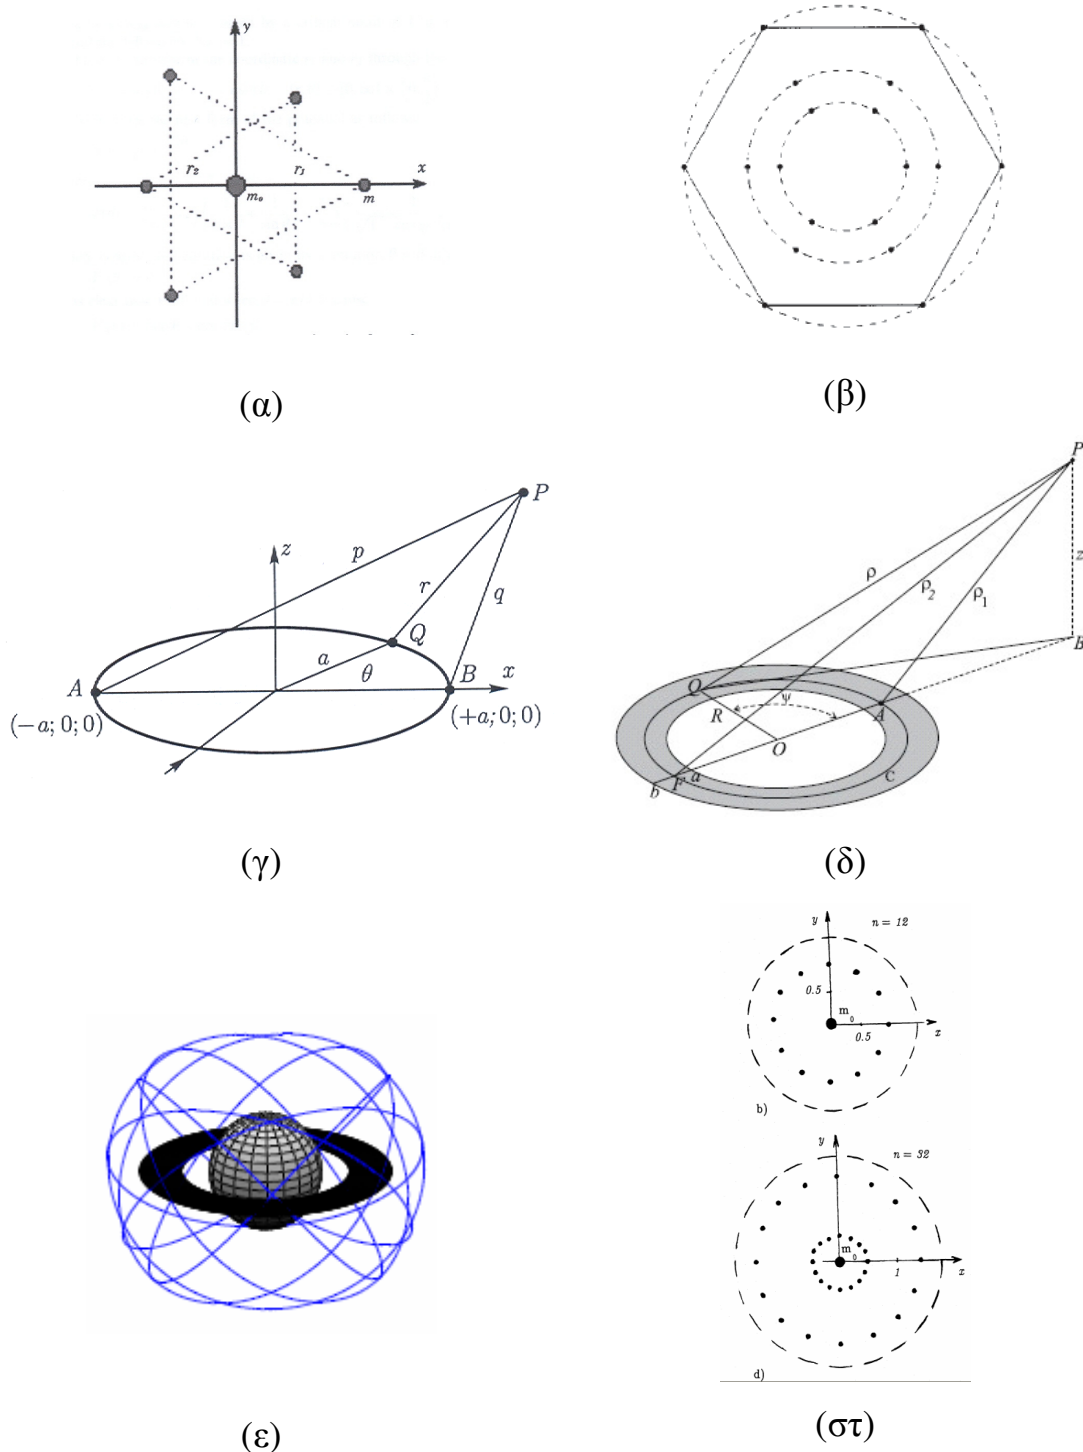 y
x
r₂
r₁
m₀
m
(α)
(β)
P
z
p
r
q
Q
a
θ
A
B
x
(−a; 0; 0)
(+a; 0; 0)
(γ)
P
ρ
ρ₂
ρ₁
z
B
Q
ψ
R
A
O
a
F
b
c
(δ)
(ε)
y
n = 12
0.5
m₀
0.5
x
b)
y
n = 32
m₀
1
x
d)
(στ)